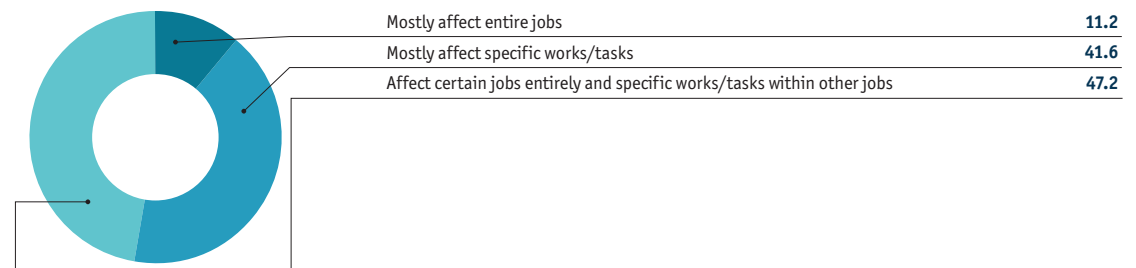 Mostly affect entire jobs 11.2
Mostly affect specific works/tasks 41.6
Affect certain jobs entirely and specific works/tasks within other jobs 47.2